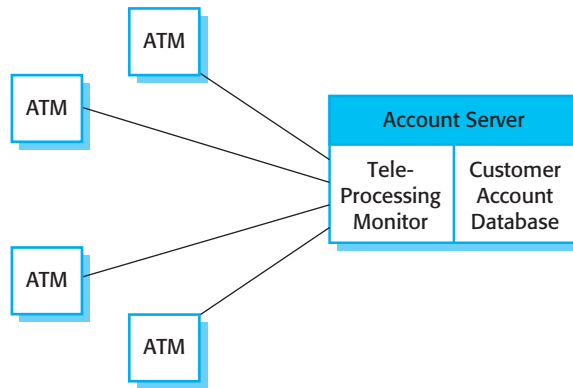 ATM
ATM
Account Server
Tele-
Processing
Monitor
Customer
Account
Database
ATM
ATM